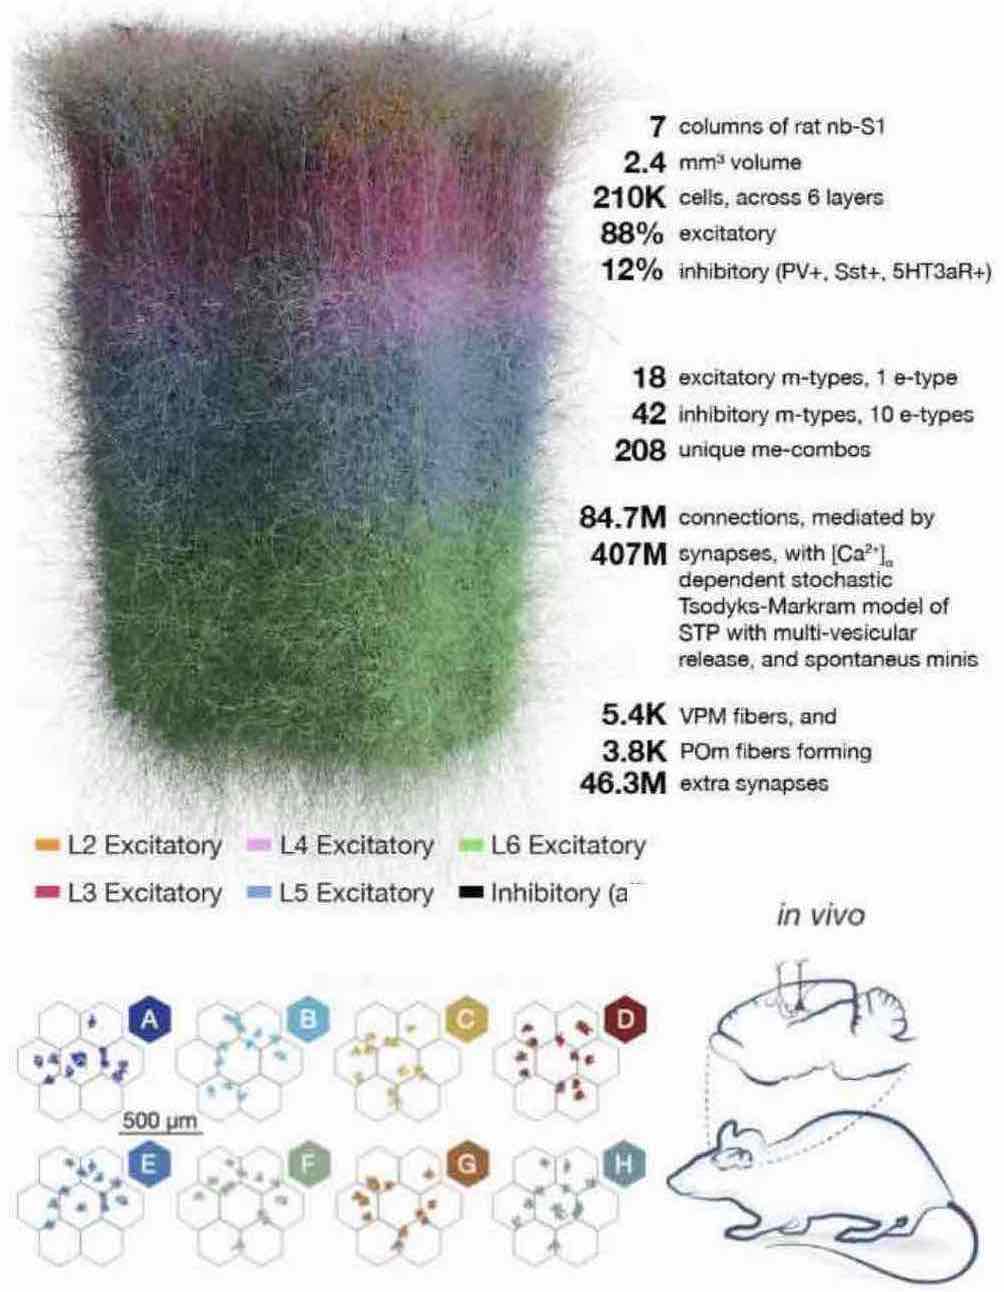 7 columns of rat nb-S1
2.4 mm³ volume
210K cells, across 6 layers
88% excitatory
12% inhibitory (PV+, Sst+, 5HT3aR+)
18 excitatory m-types, 1 e-type
42 inhibitory m-types, 10 e-types
208 unique me-combos
84.7M connections, mediated by
407M synapses, with [Ca²⁺]ₒ
dependent stochastic
Tsodyks-Markram model of
STP with multi-vesicular
release, and spontaneus minis
5.4K VPM fibers, and
3.8K POm fibers forming
46.3M extra synapses
L2 Excitatory L4 Excitatory L6 Excitatory
L3 Excitatory L5 Excitatory Inhibitory (a
in vivo
A B C D
500 µm
E F G H